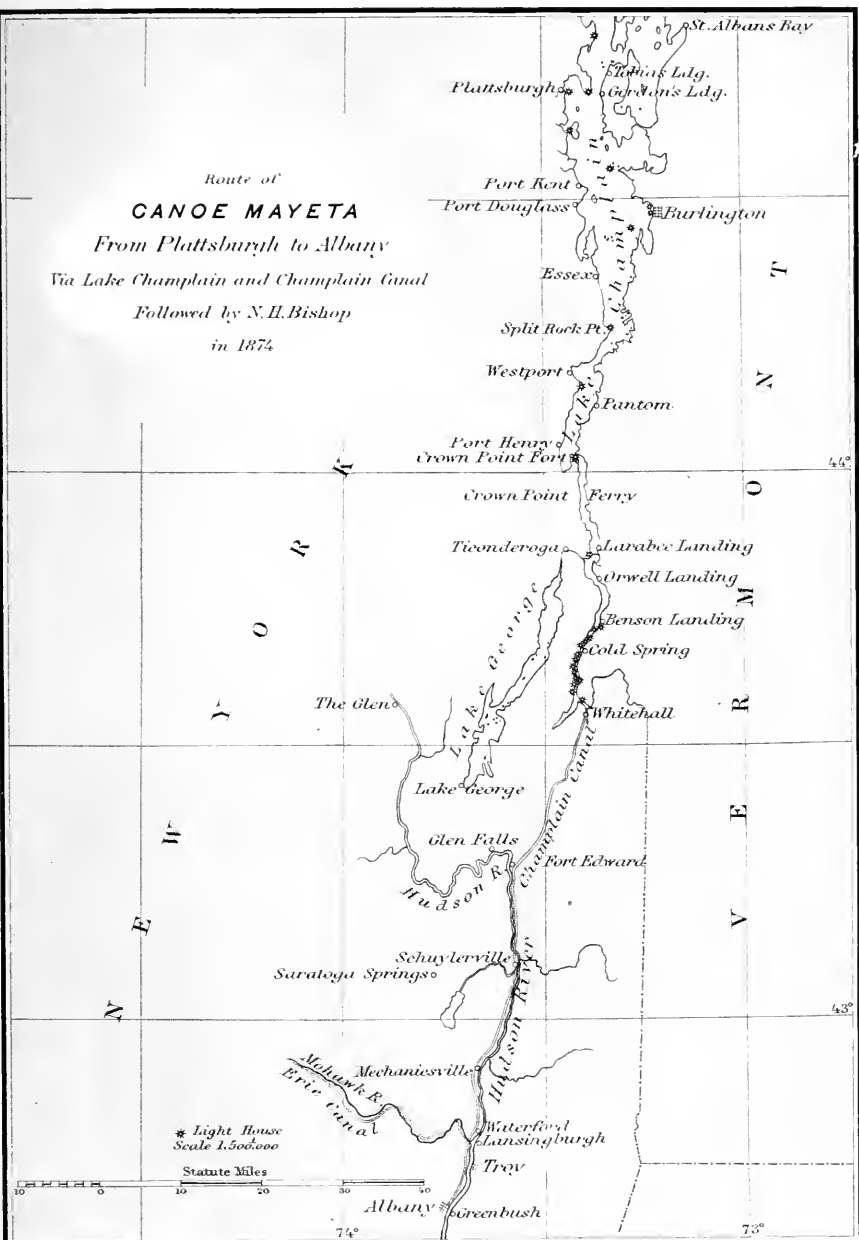 St. Albans Bay
Tobias Ldg.
Plattsburgh
Gordon's Ldg.
Route of
CANOE MAYETA
From Plattsburgh to Albany
Via Lake Champlain and Champlain Canal
Followed by N.H.Bishop
in 1874
Port Kent
Port Douglass
Burlington
Lake Champlain
Essex
Split Rock Pt.
Westport
Pantom
Port Henry
Crown Point Fort
44°
Crown Point Ferry
Ticonderoga
Larabee Landing
Orwell Landing
Benson Landing
Cold Spring
The Glen
Lake George
Whitehall
Lake George
Champlain Canal
Glen Falls
Fort Edward
Hudson R.
Schuylerville
Saratoga Springs
Hudson River
43°
NEW YORK
VERMONT
Mohawk R.
Erie Canal
Mechanicsville
Waterford
Lansingburgh
Light House
Scale 1.500.000
Troy
Statute Miles
10 0 10 20 30 40
Albany
Greenbush
74°
73°